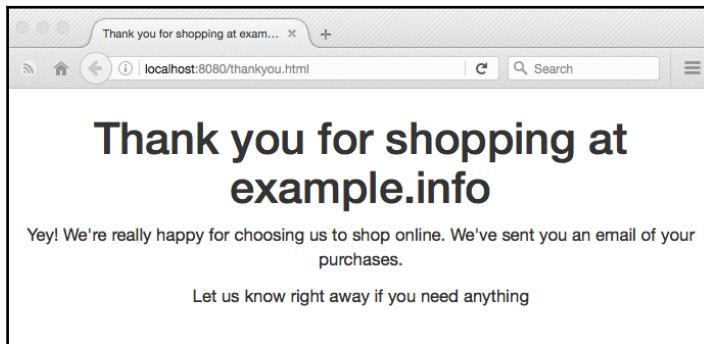 Thank you for shopping at exam...
localhost:8080/thankyou.html
Search
Thank you for shopping at
example.info
Yey! We're really happy for choosing us to shop online. We've sent you an email of your
purchases.
Let us know right away if you need anything